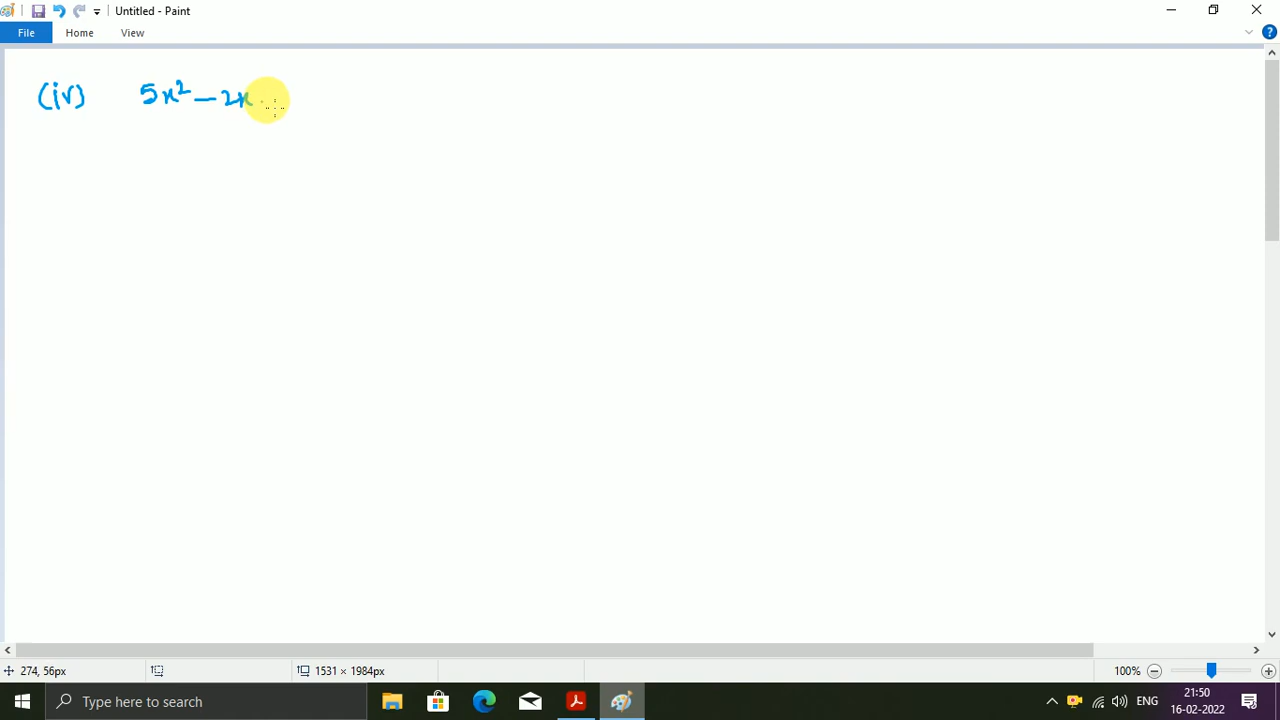 Untitled - Paint
File Home View
(iv) 5x² – 2x
274, 56px 1531 × 1984px 100%
Type here to search ENG 21:50
16-02-2022